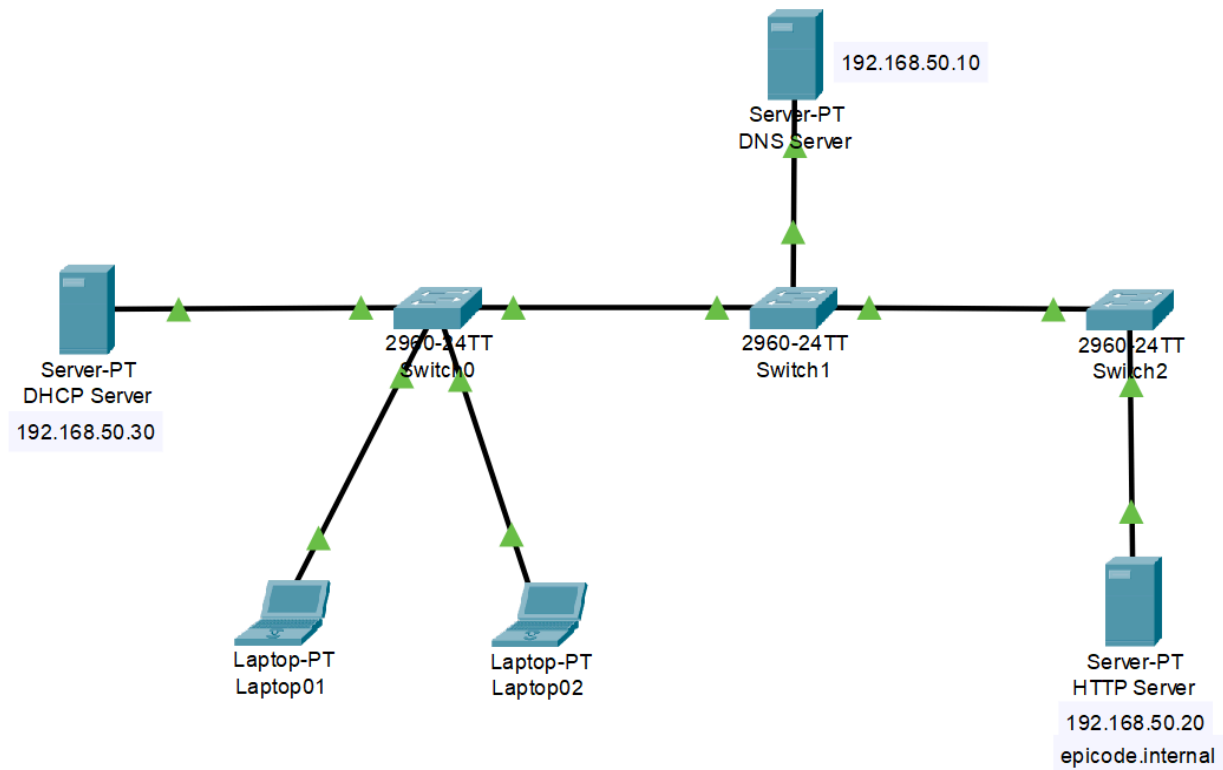 192.168.50.10
Server-PT
DNS Server
Server-PT
DHCP Server
192.168.50.30
2960-24TT
Switch0
2960-24TT
Switch1
2960-24TT
Switch2
Laptop-PT
Laptop01
Laptop-PT
Laptop02
Server-PT
HTTP Server
192.168.50.20
epicode.internal